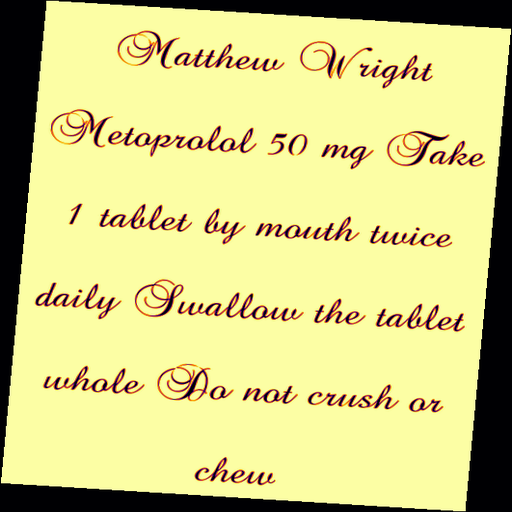 Matthew Wright
Metoprolol 50 mg Take
1 tablet by mouth twice
daily Swallow the tablet
whole Do not crush or
chew